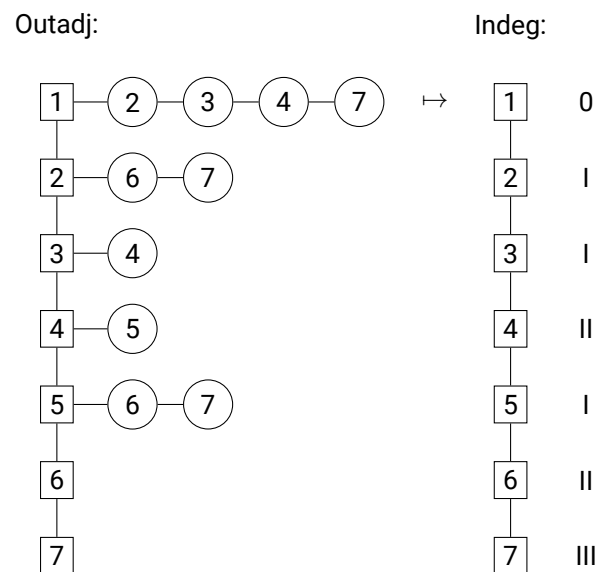 Outadj: Indeg:
1 2 3 4 7 ↦ 1 0
2 6 7 2 I
3 4 3 I
4 5 4 II
5 6 7 5 I
6 6 II
7 7 III